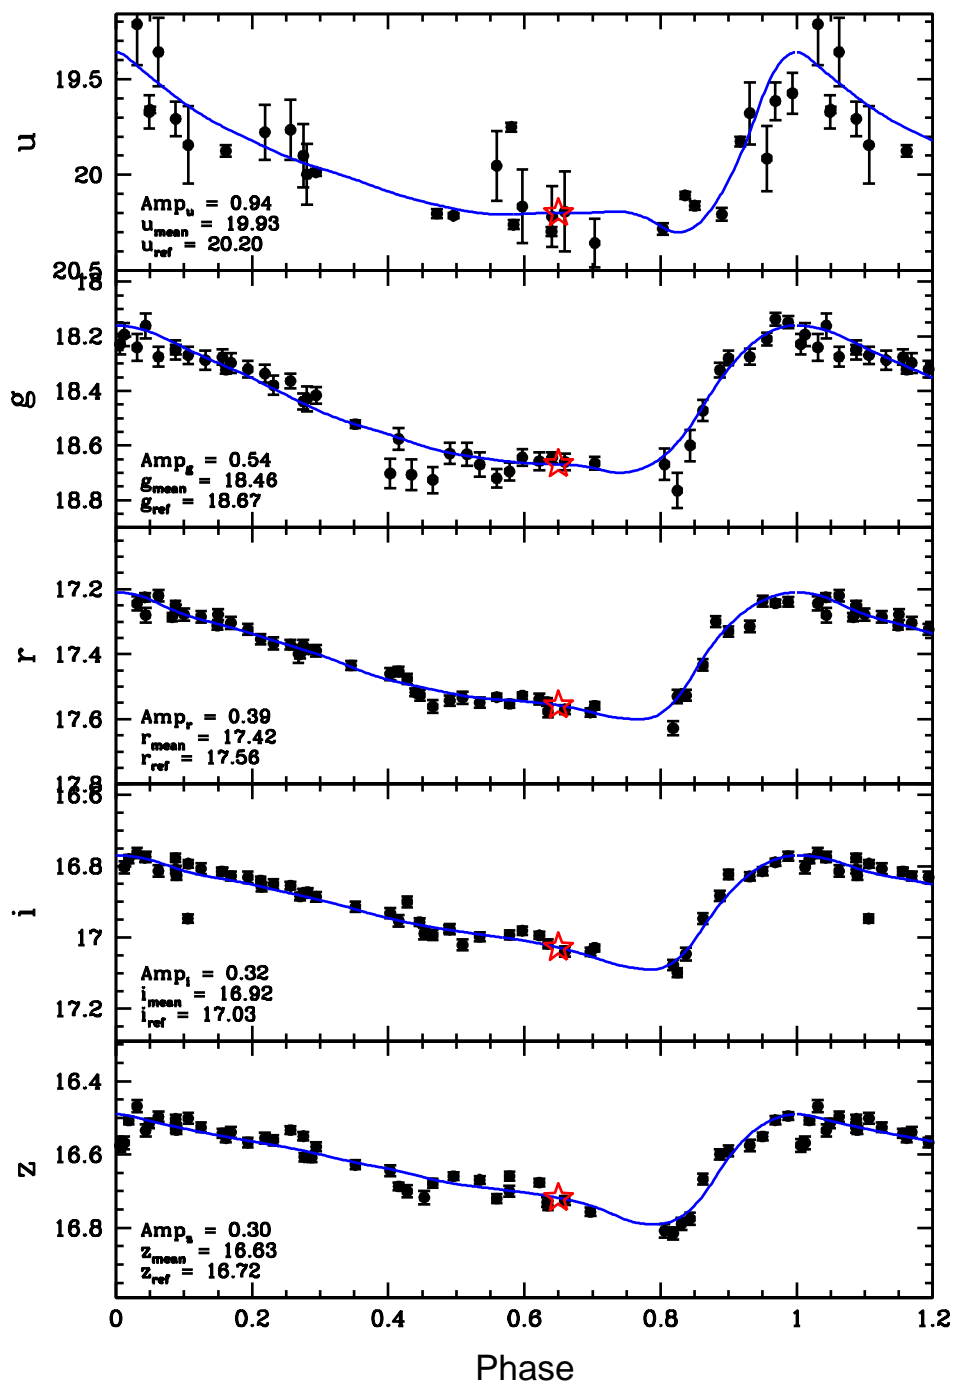 19.5
20
20.5
u
Amp_u = 0.94
u_mean = 19.93
u_ref = 20.20
18
18.2
18.4
18.6
18.8
g
Amp_g = 0.54
g_mean = 18.46
g_ref = 18.67
17.2
17.4
17.6
17.8
r
Amp_r = 0.39
r_mean = 17.42
r_ref = 17.56
16.6
16.8
17
17.2
i
Amp_i = 0.32
i_mean = 16.92
i_ref = 17.03
16.4
16.6
16.8
z
Amp_z = 0.30
z_mean = 16.63
z_ref = 16.72
0 0.2 0.4 0.6 0.8 1 1.2
Phase